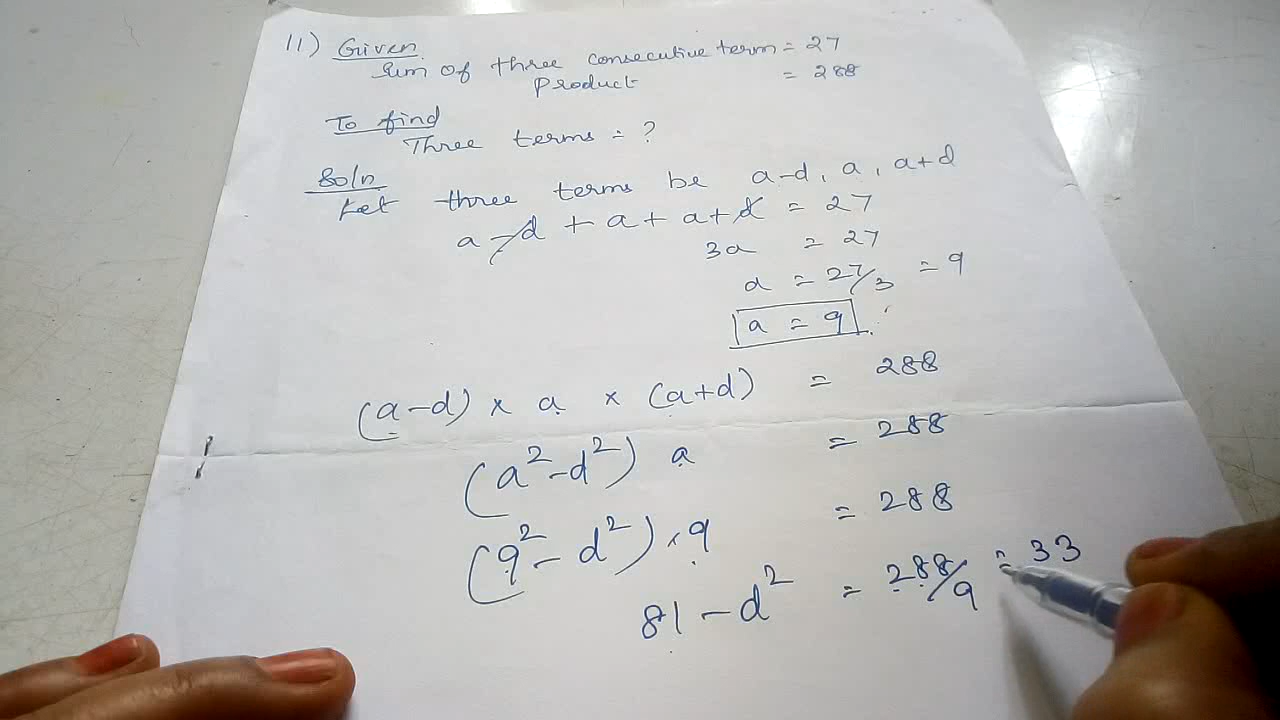 11) Given
Sum of three consecutive term = 27
Product = 288
To find
Three terms = ?
Soln
Let three terms be a-d, a, a+d
a - d + a + a + d = 27
3a = 27
a = 27/3 = 9
a = 9
(a-d) x a x (a+d) = 288
(a² - d²) a = 288
(9² - d²) x 9 = 288
81 - d² = 288/9 = 33